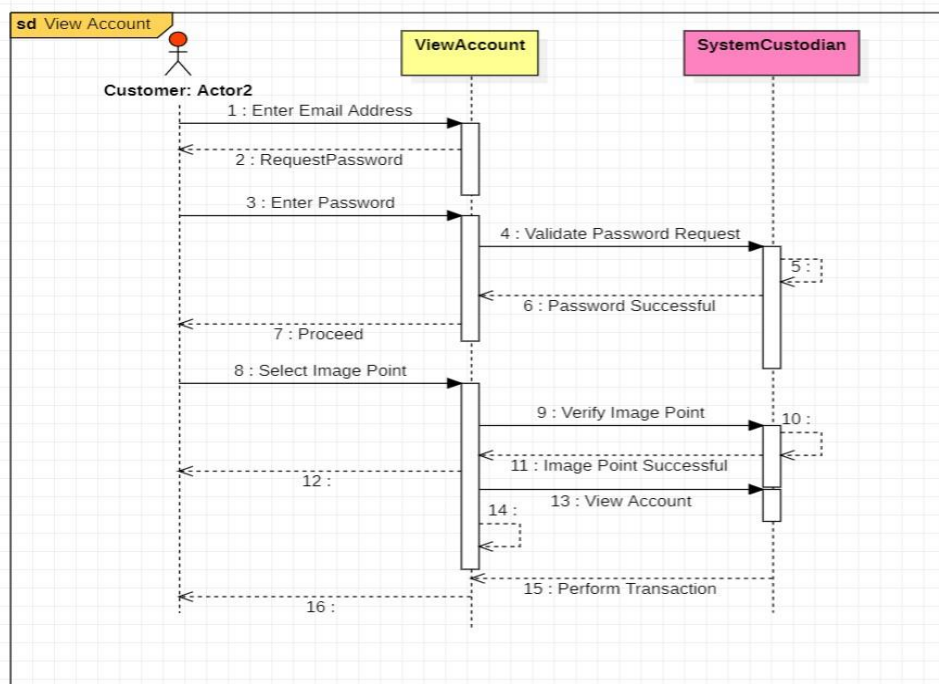 sd View Account
ViewAccount
SystemCustodian
Customer: Actor2
1 : Enter Email Address
2 : RequestPassword
3 : Enter Password
4 : Validate Password Request
5 :
6 : Password Successful
7 : Proceed
8 : Select Image Point
9 : Verify Image Point
10 :
11 : Image Point Successful
12 :
13 : View Account
14 :
15 : Perform Transaction
16 :